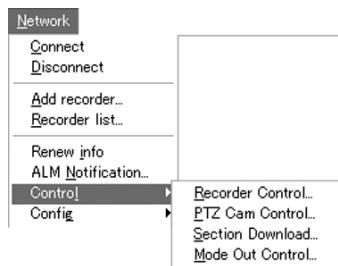 Network
Connect
Disconnect
Add recorder...
Recorder list...
Renew info
ALM Notification...
Control
Config
Recorder Control...
PTZ Cam Control...
Section Download...
Mode Out Control...